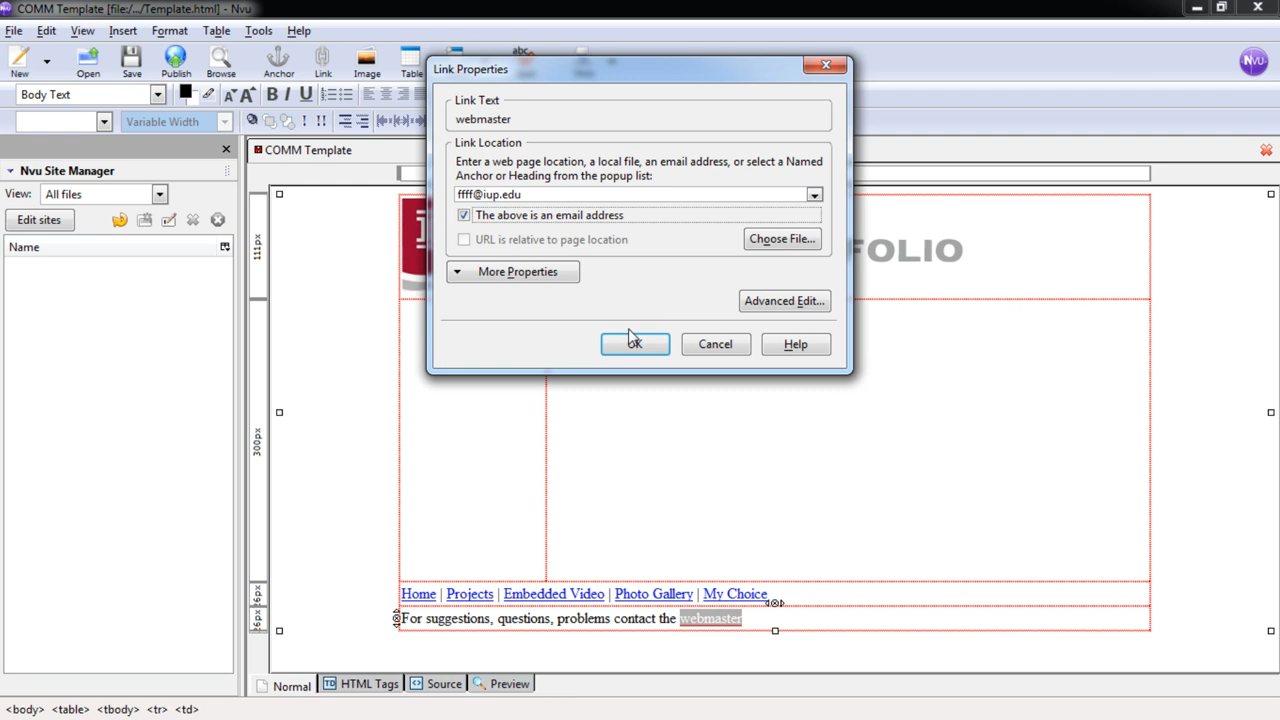 COMM Template [file:/.../Template.html] - Nvu
File Edit View Insert Format Table Tools Help
New Open Save Publish Browse Anchor Link Image Table
Body Text
B I U
Variable Width
Nvu Site Manager
View: All files
Edit sites
Name
COMM Template
Link Properties
Link Text
webmaster
Link Location
Enter a web page location, a local file, an email address, or select a Named
Anchor or Heading from the popup list:
ffff@iup.edu
The above is an email address
URL is relative to page location
Choose File...
More Properties
Advanced Edit...
OK Cancel Help
FOLIO
111px
300px
Home | Projects | Embedded Video | Photo Gallery | My Choice
For suggestions, questions, problems contact the webmaster
Normal HTML Tags Source Preview
<body> <table> <tbody> <tr> <td>